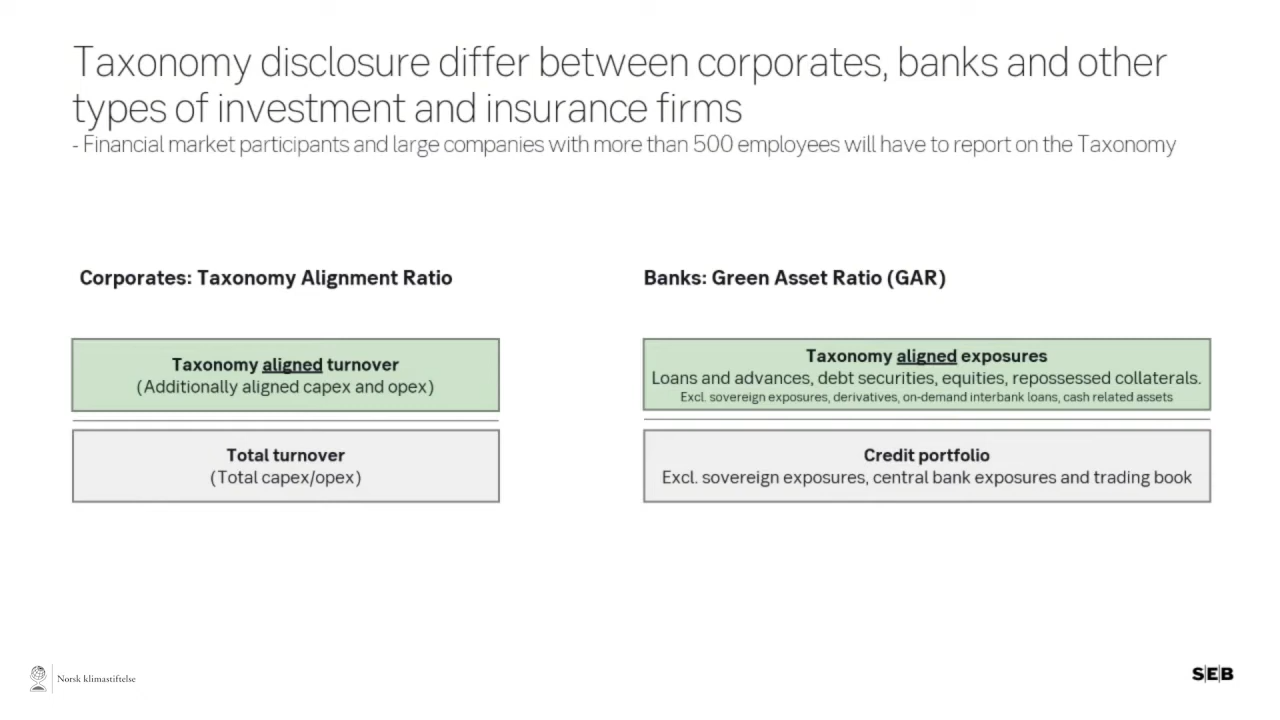 Taxonomy disclosure differ between corporates, banks and other
types of investment and insurance firms
- Financial market participants and large companies with more than 500 employees will have to report on the Taxonomy
Corporates: Taxonomy Alignment Ratio
Taxonomy aligned turnover
(Additionally aligned capex and opex)
Total turnover
(Total capex/opex)
Banks: Green Asset Ratio (GAR)
Taxonomy aligned exposures
Loans and advances, debt securities, equities, repossessed collaterals.
Excl. sovereign exposures, derivatives, on-demand interbank loans, cash related assets
Credit portfolio
Excl. sovereign exposures, central bank exposures and trading book
Norsk klimastiftelse
SEB